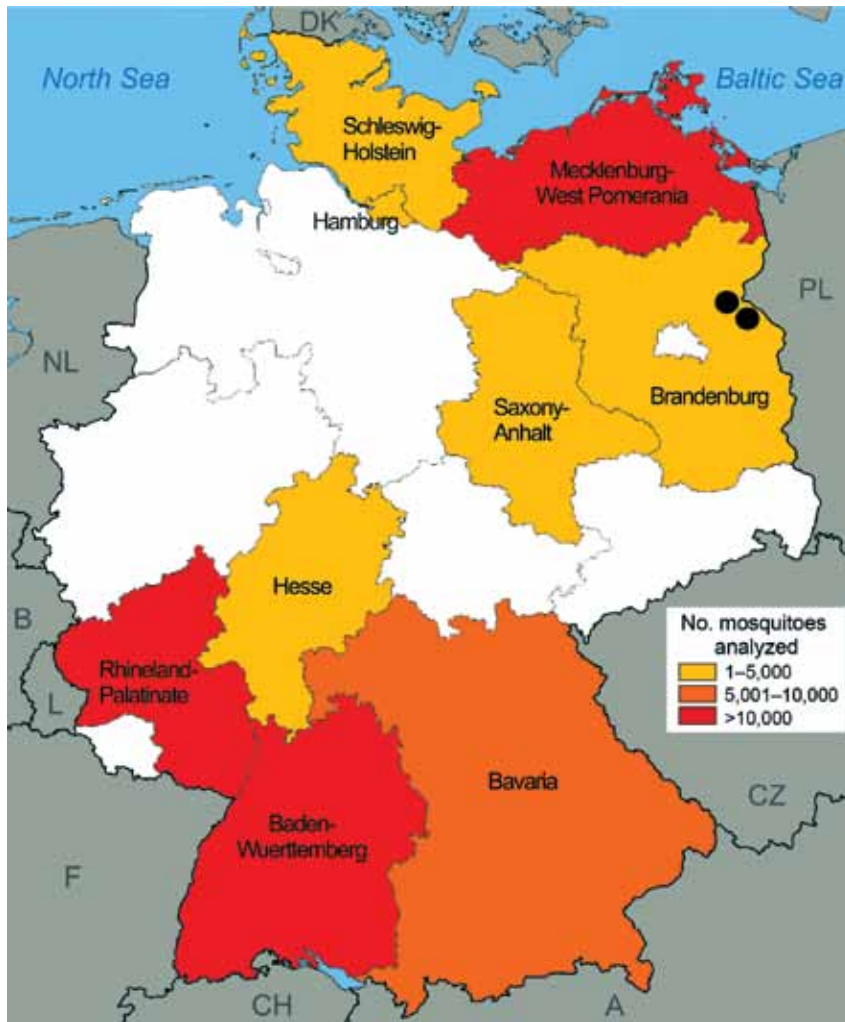 DK
North Sea
Baltic Sea
Schleswig-
Holstein
Mecklenburg-
West Pomerania
Hamburg
PL
NL
Brandenburg
Saxony-
Anhalt
Hesse
B
No. mosquitoes
analyzed
1–5,000
5,001–10,000
>10,000
Rhineland-
Palatinate
L
Bavaria
CZ
Baden-
Wuerttemberg
F
CH
A